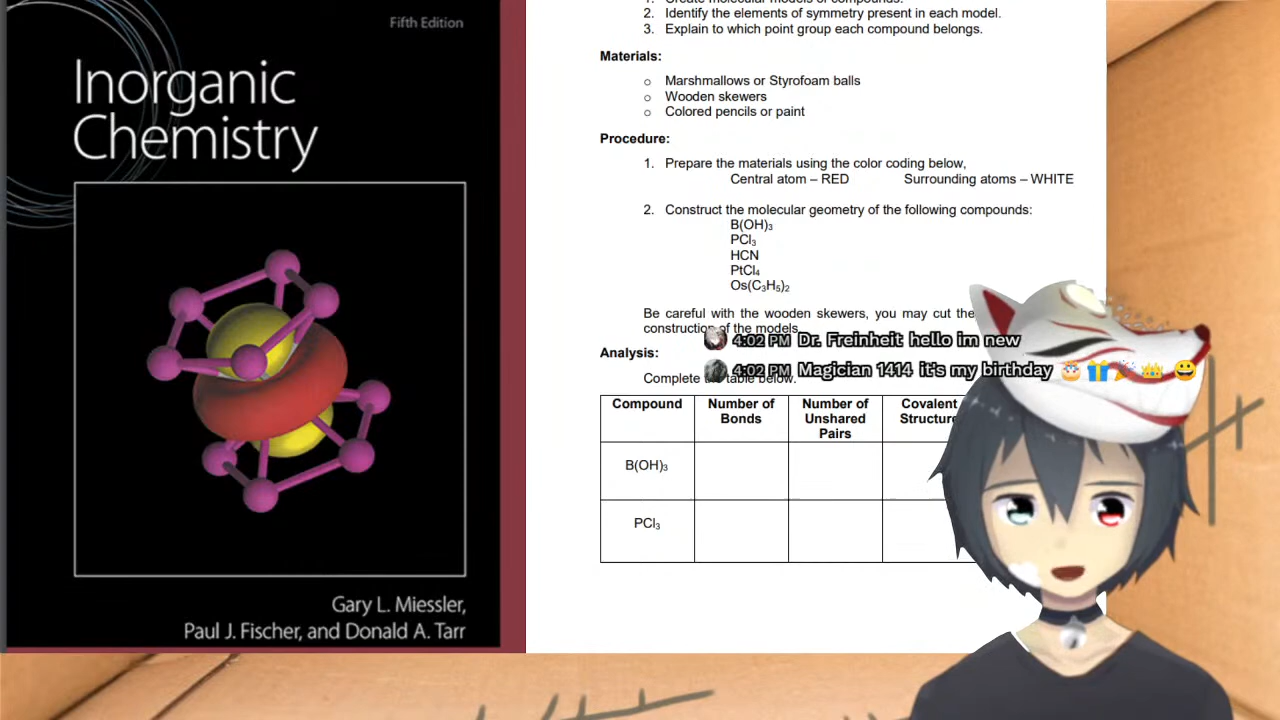 Fifth Edition
Inorganic
Chemistry
Gary L. Miessler,
Paul J. Fischer, and Donald A. Tarr
2. Identify the elements of symmetry present in each model.
3. Explain to which point group each compound belongs.
Materials:
o Marshmallows or Styrofoam balls
o Wooden skewers
o Colored pencils or paint
Procedure:
1. Prepare the materials using the color coding below,
Central atom – RED Surrounding atoms – WHITE
2. Construct the molecular geometry of the following compounds:
B(OH)₃
PCl₃
HCN
PtCl₄
Os(C₃H₅)₂
Be careful with the wooden skewers, you may cut the
construction of the models
4:02 PM Dr. Freinheit hello im new
Analysis:
4:02 PM Magician 1414 it's my birthday 🎂🎁🎉👑😀
Complete the table below.
Compound Number of Bonds Number of Unshared Pairs Covalent Structure
B(OH)₃
PCl₃